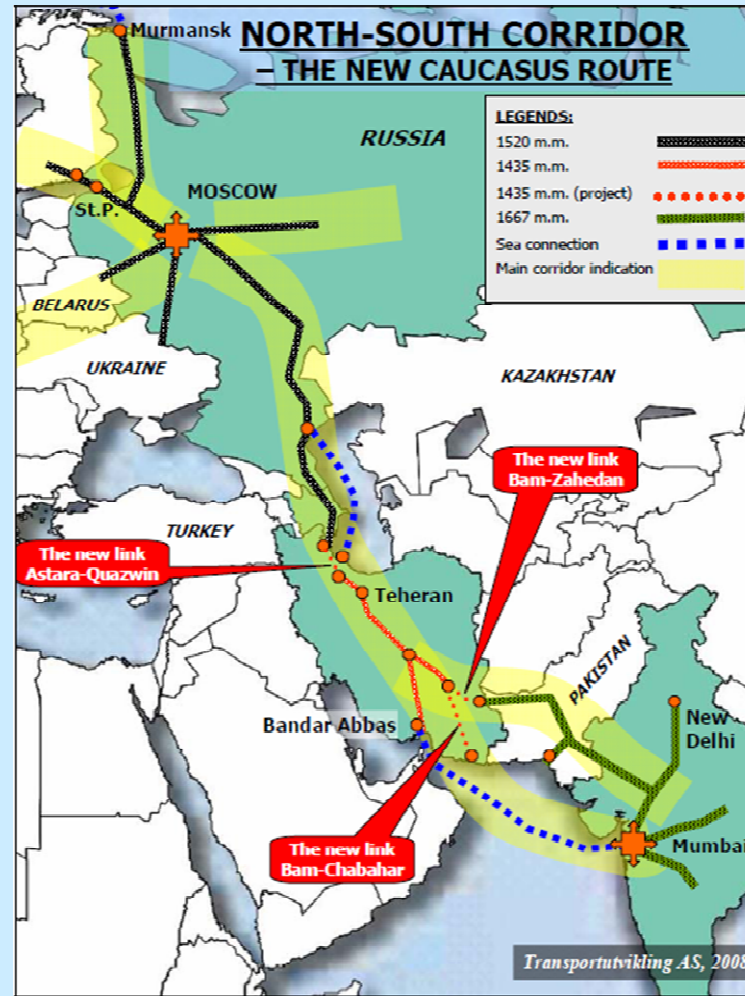 Murmansk
NORTH-SOUTH CORRIDOR
– THE NEW CAUCASUS ROUTE
LEGENDS:
1520 m.m.
1435 m.m.
1435 m.m. (project)
1667 m.m.
Sea connection
Main corridor indication
RUSSIA
MOSCOW
St.P.
BELARUS
UKRAINE
KAZAKHSTAN
The new link
Bam-Zahedan
TURKEY
The new link
Astara-Quazwin
Teheran
PAKISTAN
Bandar Abbas
New
Delhi
The new link
Bam-Chabahar
Mumbai
Transportutvikling AS, 2008